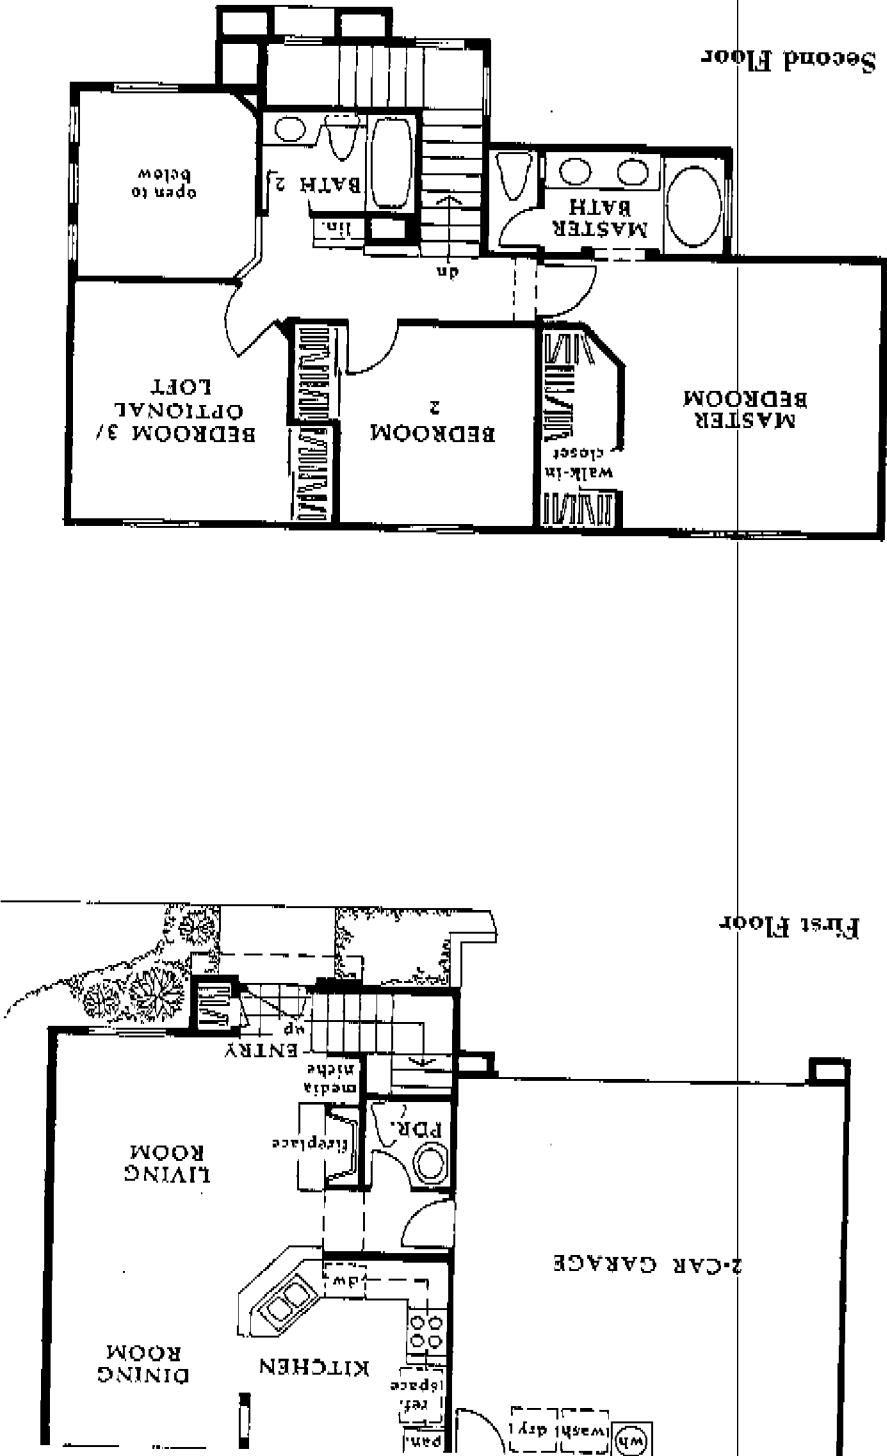 wh
wash
dry
pan.
ref.
space
KITCHEN
DINING
ROOM
dw
2-CAR GARAGE
LIVING
ROOM
fireplace
PDR.
media
niche
ENTRY
up
First Floor
walk-in
closet
MASTER
BEDROOM
BEDROOM
2
BEDROOM 3/
OPTIONAL
LOFT
dn
lin.
MASTER
BATH
BATH 2
open to
below
Second Floor